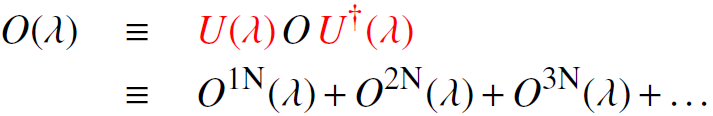 O(λ) ≡ U(λ) O U†(λ)
≡ O^{1N}(λ) + O^{2N}(λ) + O^{3N}(λ) + …